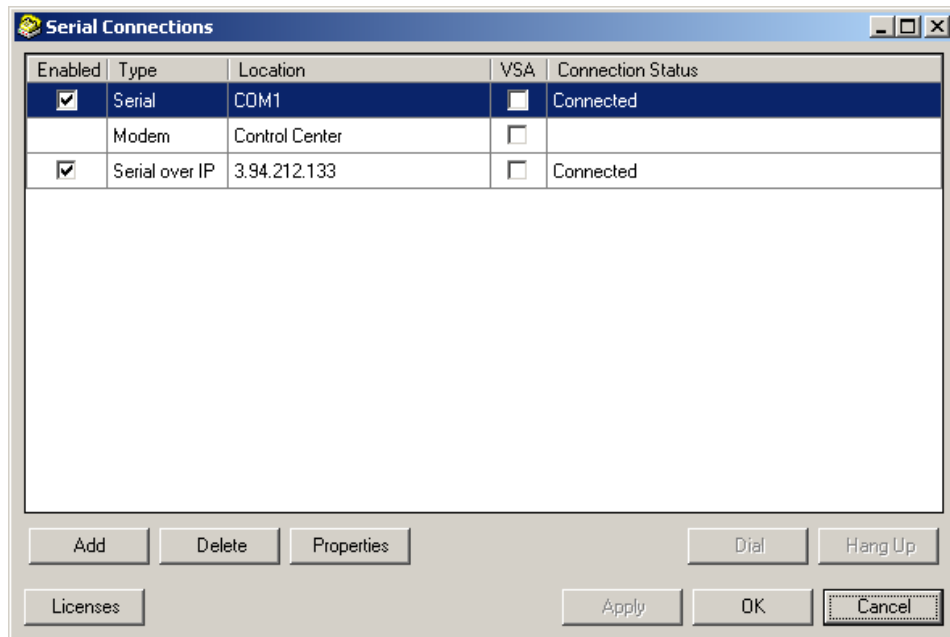 Serial Connections
Enabled Type Location VSA Connection Status
Serial COM1 Connected
Modem Control Center
Serial over IP 3.94.212.133 Connected
Add Delete Properties Dial Hang Up
Licenses Apply OK Cancel